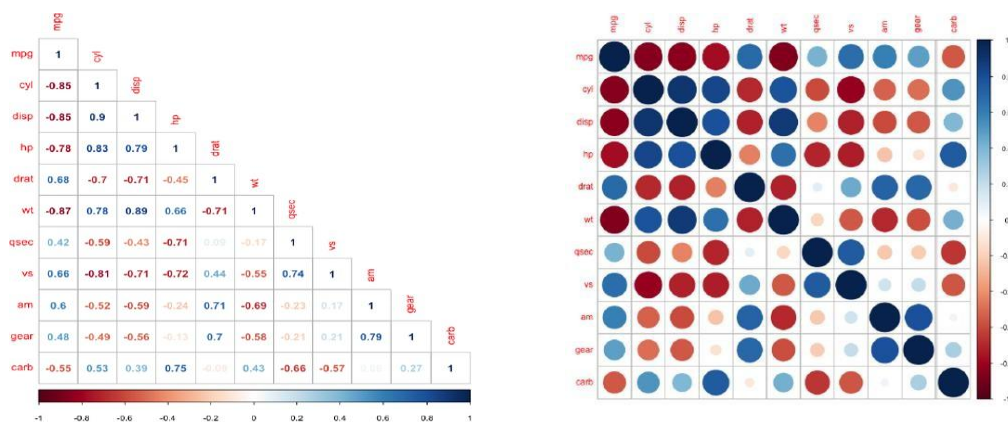 mpg
mpg 1 cyl
cyl -0.85 1 disp
disp -0.85 0.9 1 hp
hp -0.78 0.83 0.79 1 drat
drat 0.68 -0.7 -0.71 -0.45 1 wt
wt -0.87 0.78 0.89 0.66 -0.71 1 qsec
qsec 0.42 -0.59 -0.43 -0.71 0.09 -0.17 1 vs
vs 0.66 -0.81 -0.71 -0.72 0.44 -0.55 0.74 1 am
am 0.6 -0.52 -0.59 -0.24 0.71 -0.69 -0.23 0.17 1 gear
gear 0.48 -0.49 -0.56 -0.13 0.7 -0.58 -0.21 0.21 0.79 1 carb
carb -0.55 0.53 0.39 0.75 -0.09 0.43 -0.66 -0.57 0.27 1
-1 -0.8 -0.6 -0.4 -0.2 0 0.2 0.4 0.6 0.8 1
mpg cyl disp hp drat wt qsec vs am gear carb
mpg
cyl
disp
hp
drat
wt
qsec
vs
am
gear
carb